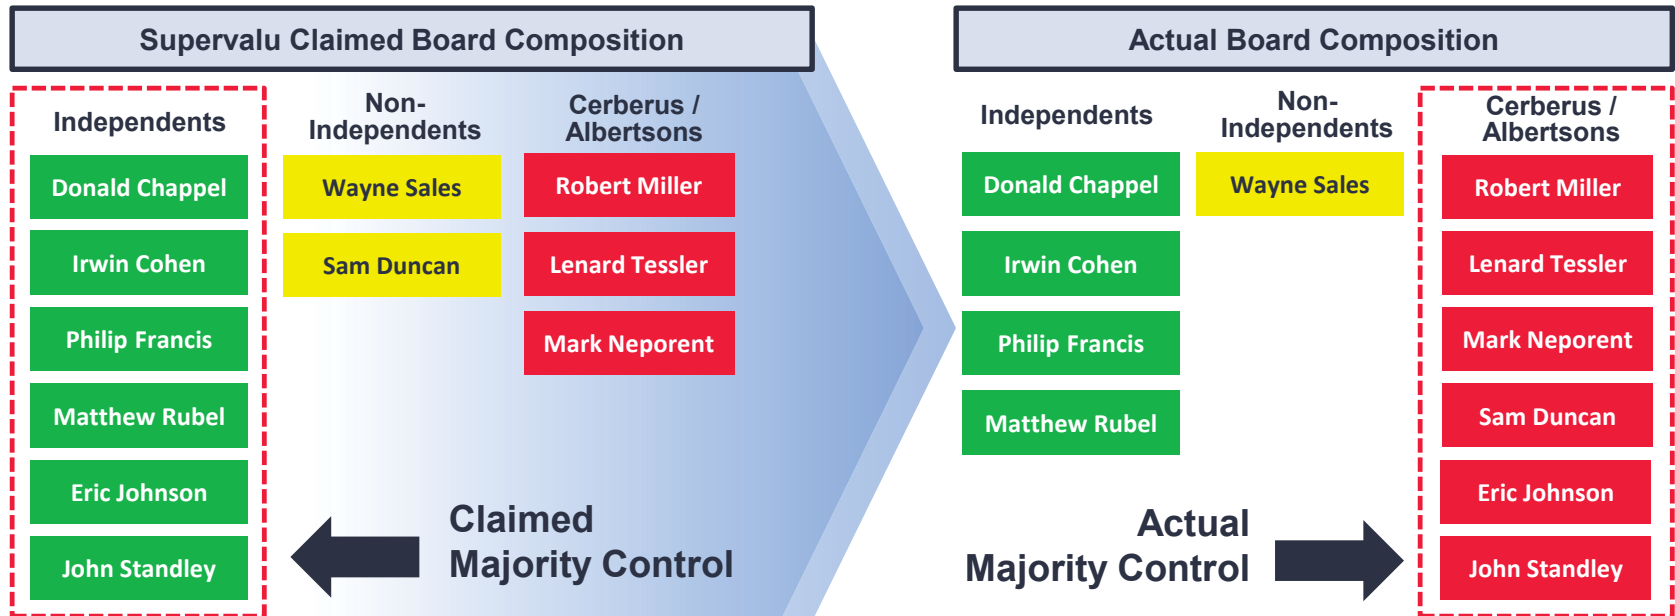 Supervalu Claimed Board Composition
Independents
Donald Chappel
Irwin Cohen
Philip Francis
Matthew Rubel
Eric Johnson
John Standley
Non-
Independents
Wayne Sales
Sam Duncan
Cerberus /
Albertsons
Robert Miller
Lenard Tessler
Mark Neporent
Claimed
Majority Control
Actual Board Composition
Independents
Donald Chappel
Irwin Cohen
Philip Francis
Matthew Rubel
Non-
Independents
Wayne Sales
Cerberus /
Albertsons
Robert Miller
Lenard Tessler
Mark Neporent
Sam Duncan
Eric Johnson
John Standley
Actual
Majority Control